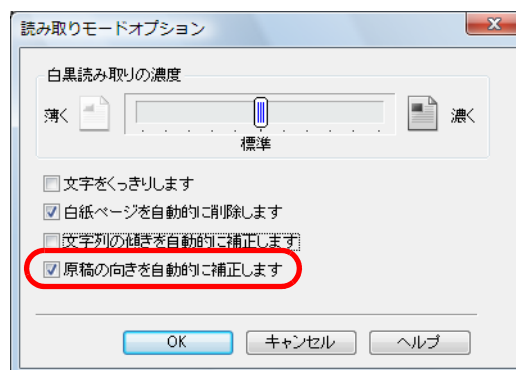 読み取りモードオプション
白黒読み取りの濃度
薄く 濃く
標準
文字をくっきりします
白紙ページを自動的に削除します
文字列の傾きを自動的に補正します
原稿の向きを自動的に補正します
OK キャンセル ヘルプ